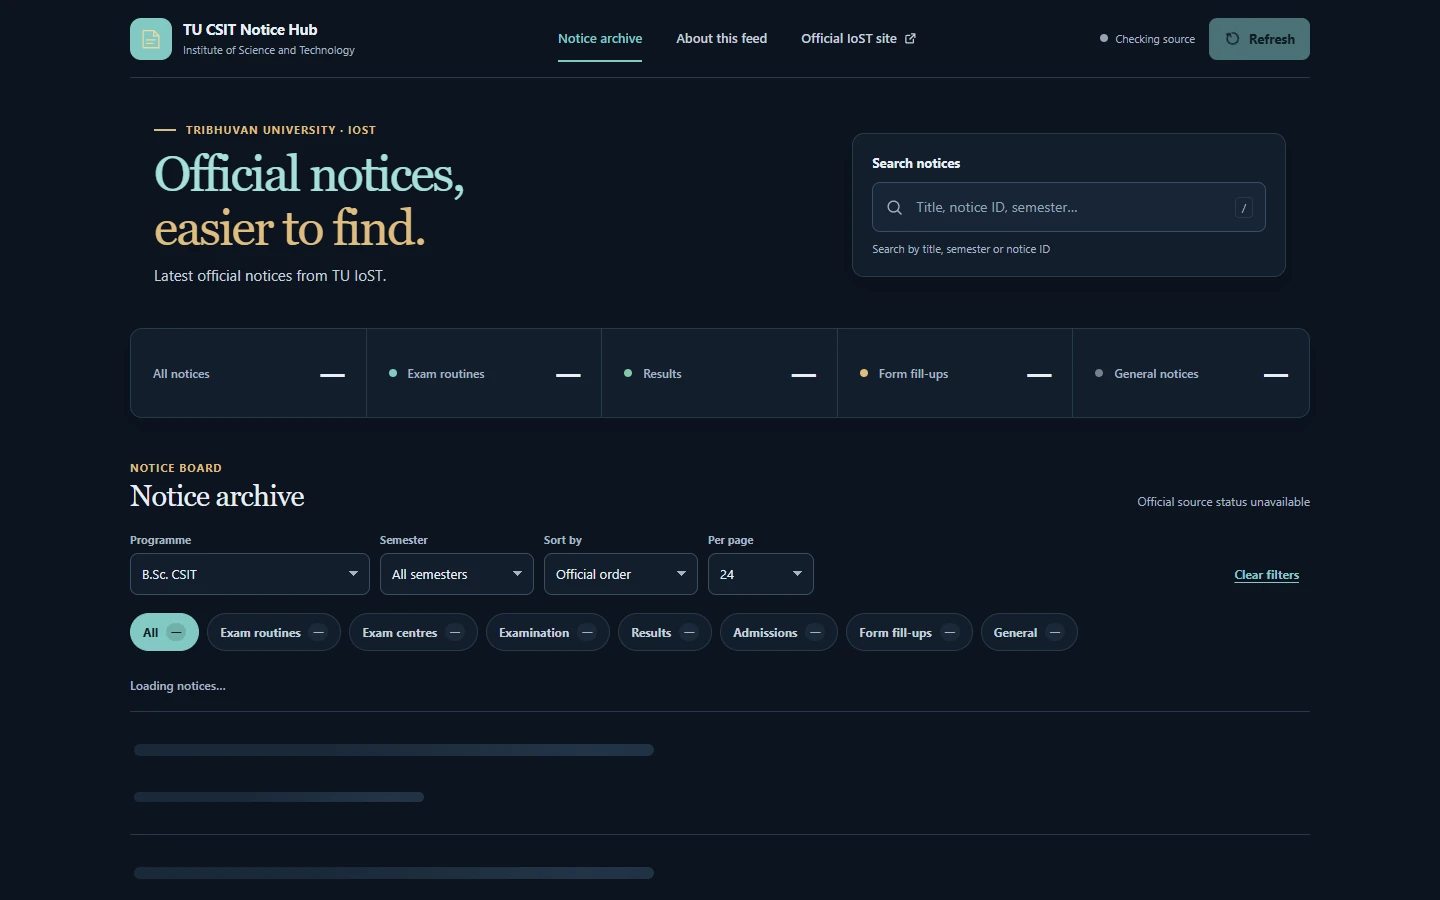 TU CSIT Notice Hub
Institute of Science and Technology
Notice archive
About this feed
Official IoST site
Checking source
Refresh
TRIBHUVAN UNIVERSITY · IOST
Official notices,
easier to find.
Latest official notices from TU IoST.
Search notices
Title, notice ID, semester...
/
Search by title, semester or notice ID
All notices —
Exam routines —
Results —
Form fill-ups —
General notices —
NOTICE BOARD
Notice archive
Official source status unavailable
Programme
Semester
Sort by
Per page
B.Sc. CSIT
All semesters
Official order
24
Clear filters
All —
Exam routines —
Exam centres —
Examination —
Results —
Admissions —
Form fill-ups —
General —
Loading notices...